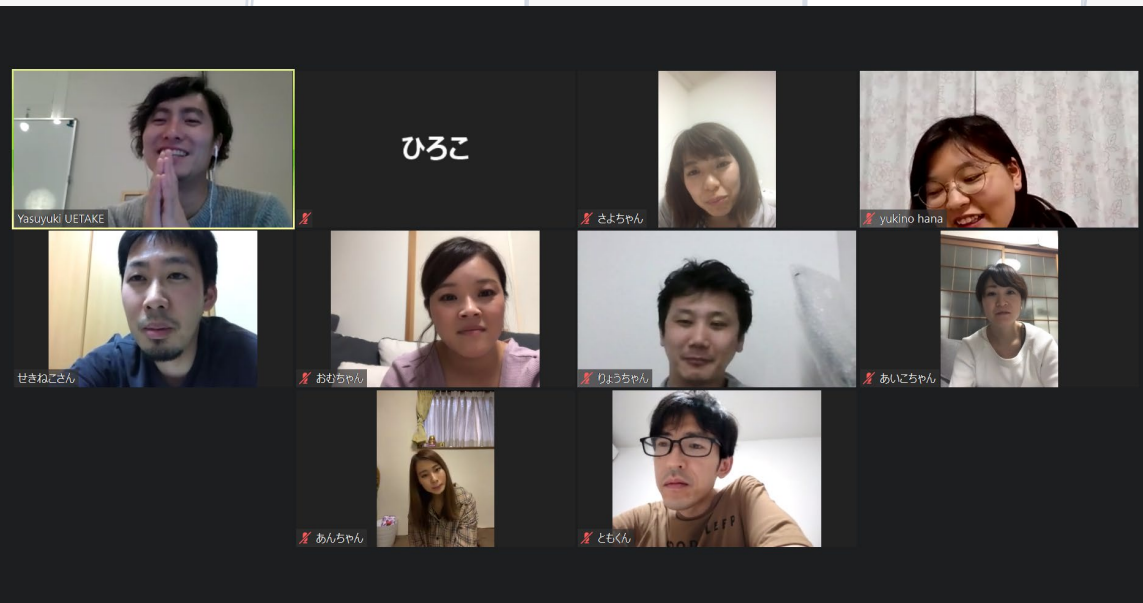 ひろこ
Yasuyuki UETAKE
さよちゃん
yukino hana
せきねこさん
おむちゃん
りょうちゃん
あいこちゃん
あんちゃん
ともくん